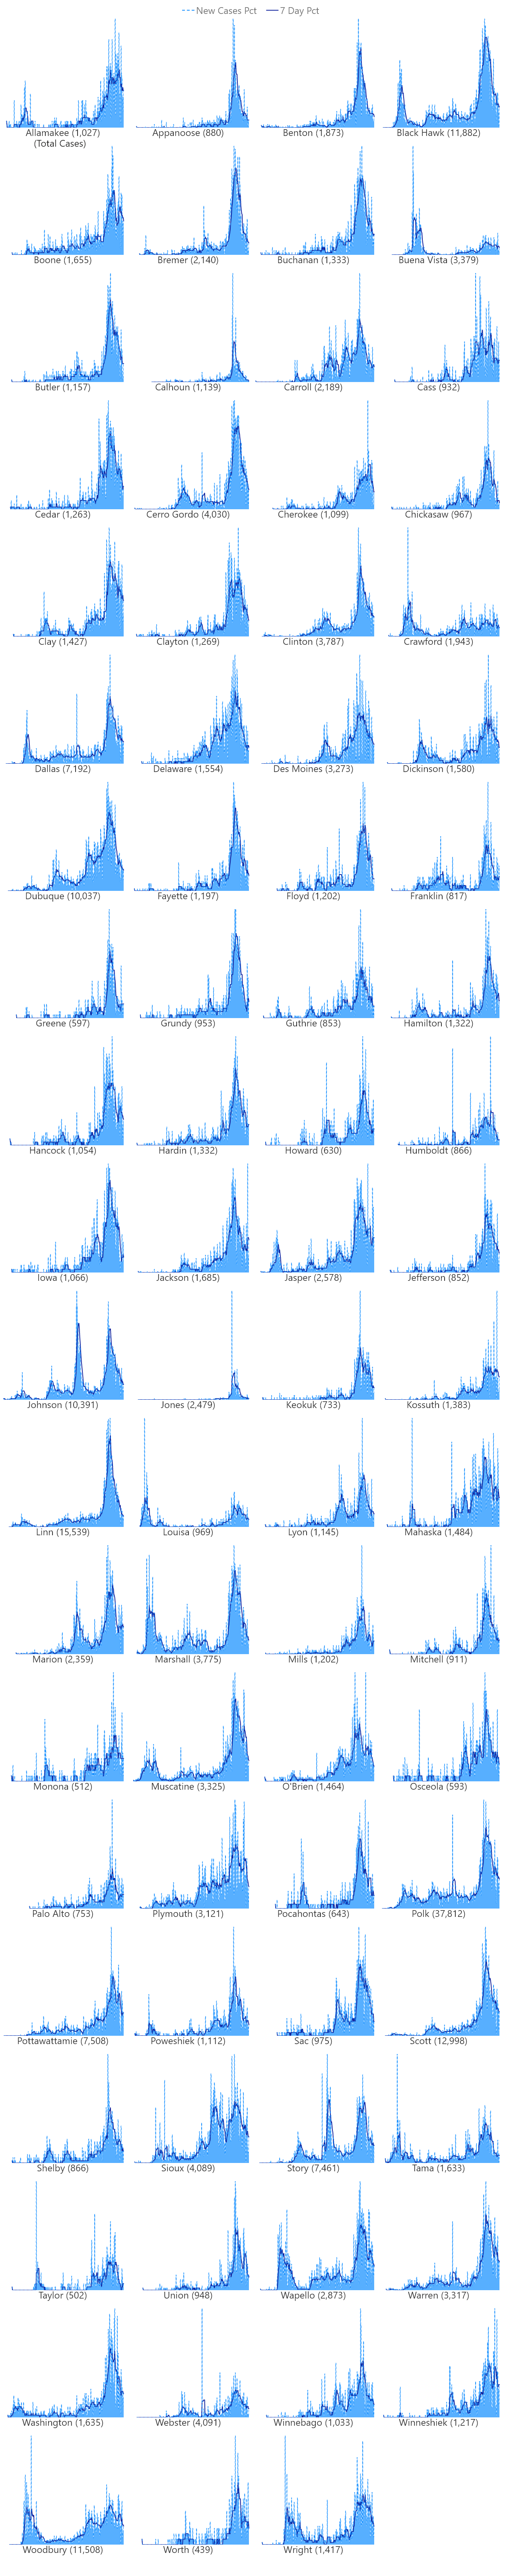 New Cases Pct 7 Day Pct
Allamakee (1,027) Appanoose (880) Benton (1,873) Black Hawk (11,882)
(Total Cases)
Boone (1,655) Bremer (2,140) Buchanan (1,333) Buena Vista (3,379)
Butler (1,157) Calhoun (1,139) Carroll (2,189) Cass (932)
Cedar (1,263) Cerro Gordo (4,030) Cherokee (1,099) Chickasaw (967)
Clay (1,427) Clayton (1,269) Clinton (3,787) Crawford (1,943)
Dallas (7,192) Delaware (1,554) Des Moines (3,273) Dickinson (1,580)
Dubuque (10,037) Fayette (1,197) Floyd (1,202) Franklin (817)
Greene (597) Grundy (953) Guthrie (853) Hamilton (1,322)
Hancock (1,054) Hardin (1,332) Howard (630) Humboldt (866)
Iowa (1,066) Jackson (1,685) Jasper (2,578) Jefferson (852)
Johnson (10,391) Jones (2,479) Keokuk (733) Kossuth (1,383)
Linn (15,539) Louisa (969) Lyon (1,145) Mahaska (1,484)
Marion (2,359) Marshall (3,775) Mills (1,202) Mitchell (911)
Monona (512) Muscatine (3,325) O'Brien (1,464) Osceola (593)
Palo Alto (753) Plymouth (3,121) Pocahontas (643) Polk (37,812)
Pottawattamie (7,508) Poweshiek (1,112) Sac (975) Scott (12,998)
Shelby (866) Sioux (4,089) Story (7,461) Tama (1,633)
Taylor (502) Union (948) Wapello (2,873) Warren (3,317)
Washington (1,635) Webster (4,091) Winnebago (1,033) Winneshiek (1,217)
Woodbury (11,508) Worth (439) Wright (1,417)